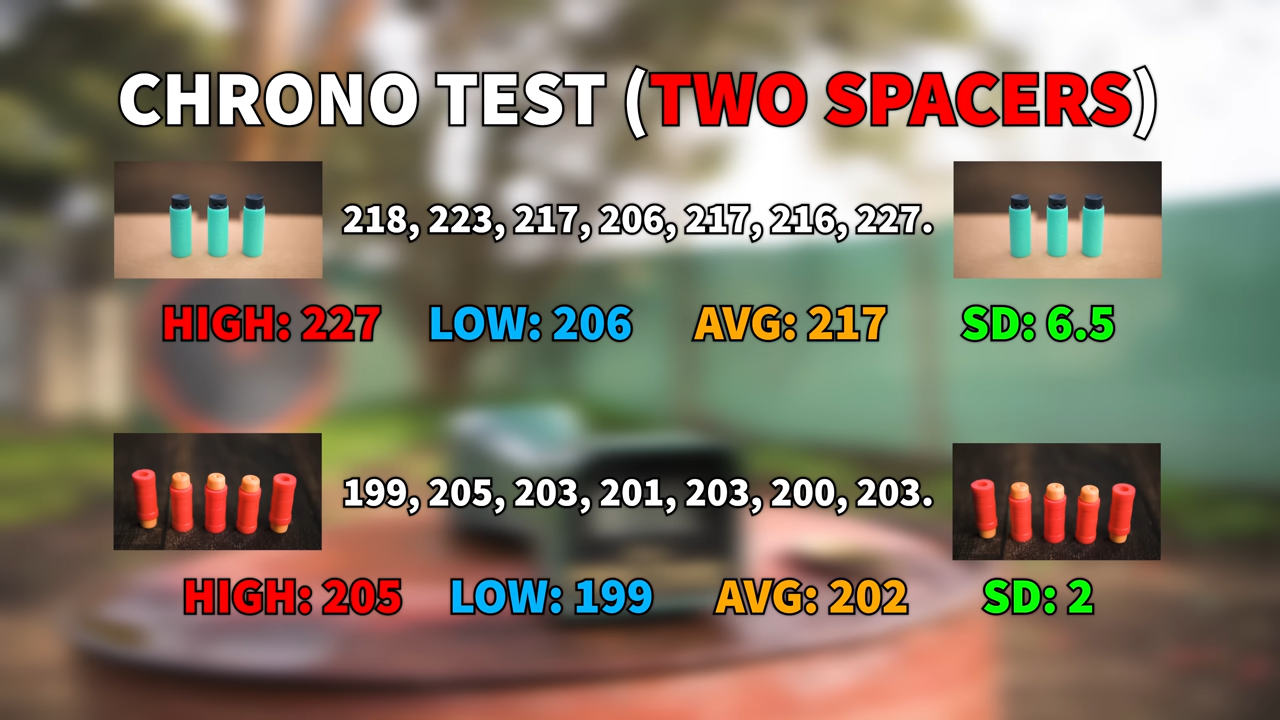 CHRONO TEST (TWO SPACERS)
218, 223, 217, 206, 217, 216, 227.
HIGH: 227 LOW: 206 AVG: 217 SD: 6.5
199, 205, 203, 201, 203, 200, 203.
HIGH: 205 LOW: 199 AVG: 202 SD: 2